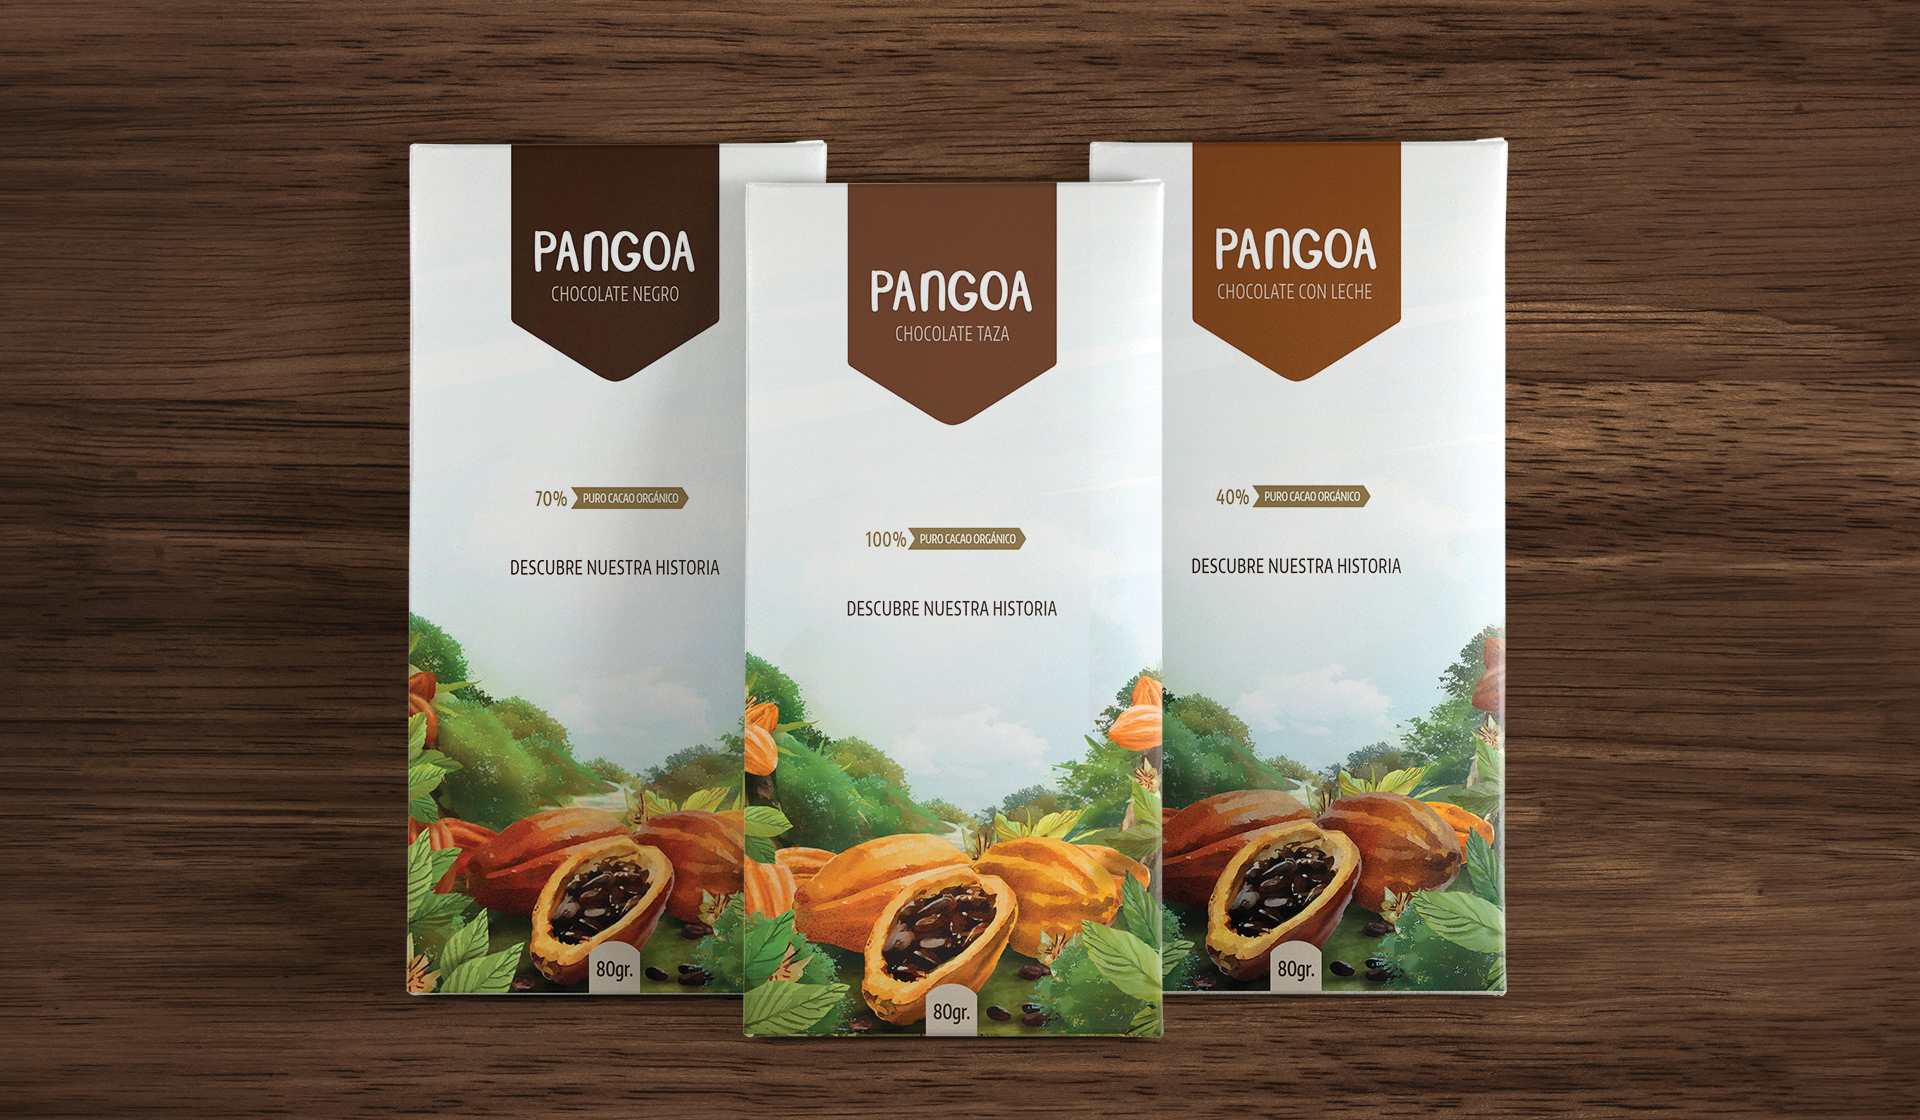 PANGOA
CHOCOLATE NEGRO
70% PURO CACAO ORGÁNICO
DESCUBRE NUESTRA HISTORIA
80gr.
PANGOA
CHOCOLATE TAZA
100% PURO CACAO ORGÁNICO
DESCUBRE NUESTRA HISTORIA
80gr.
PANGOA
CHOCOLATE CON LECHE
40% PURO CACAO ORGÁNICO
DESCUBRE NUESTRA HISTORIA
80gr.